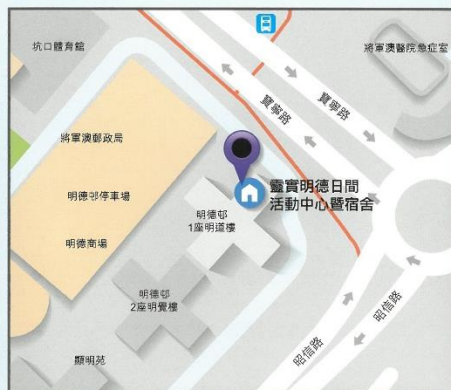 坑口體育館
將軍澳醫院急症室
寶寧路
寶寧路
將軍澳郵政局
明德邨停車場
靈實明德日間
活動中心暨宿舍
明德邨
1座明道樓
明德商場
明德邨
2座明覺樓
昭信路
昭信路
顯明苑